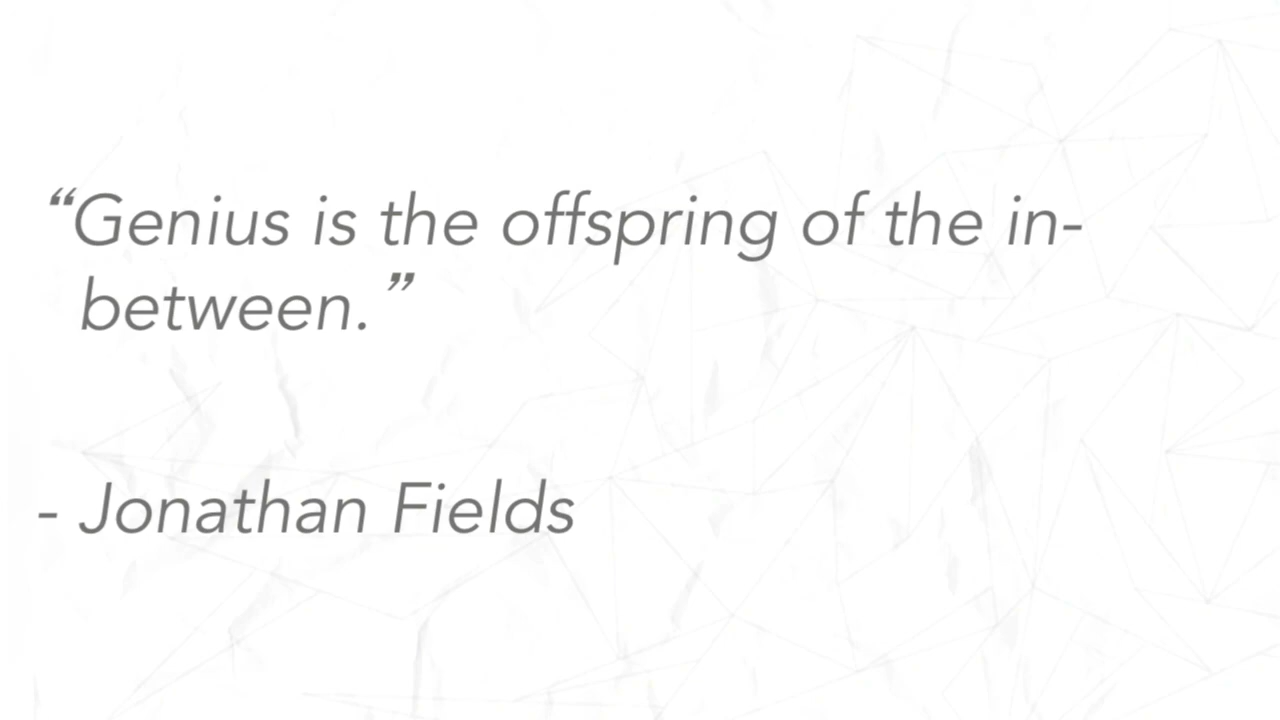 “Genius is the offspring of the in-
between.”
- Jonathan Fields